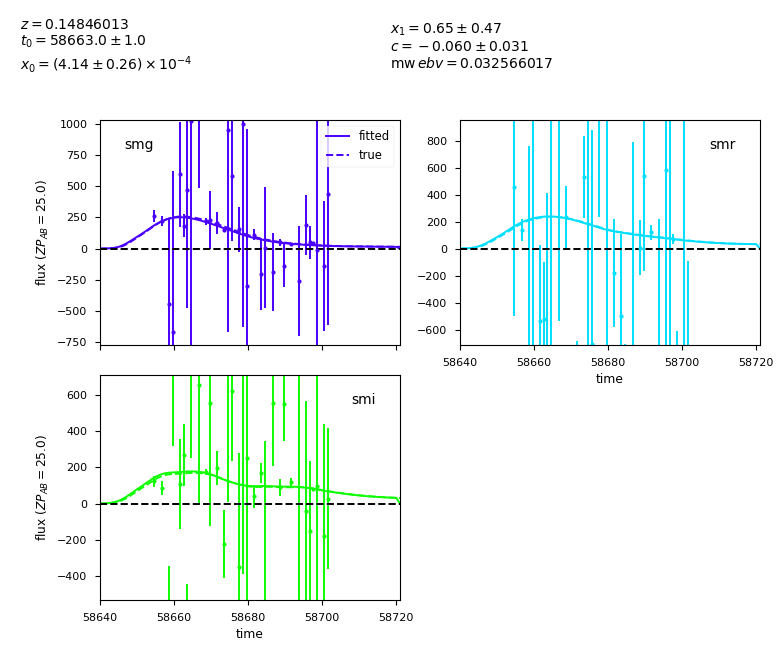 z = 0.14846013
t₀ = 58663.0 ± 1.0
x₀ = (4.14 ± 0.26) × 10⁻⁴
x₁ = 0.65 ± 0.47
c = −0.060 ± 0.031
mw ebv = 0.032566017
smg
fitted
true
1000
750
500
250
0
−250
−500
−750
flux (ZP_AB = 25.0)
smr
800
600
400
200
0
−200
−400
−600
58640 58660 58680 58700 58720
time
smi
600
400
200
0
−200
−400
flux (ZP_AB = 25.0)
58640 58660 58680 58700 58720
time